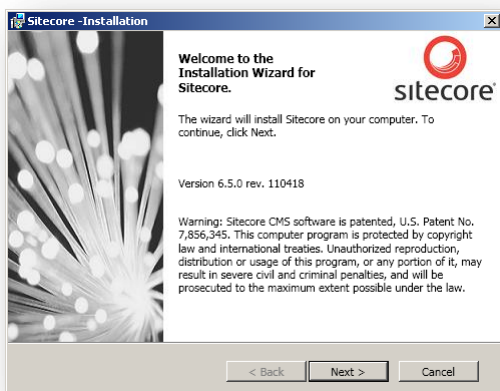 Sitecore -Installation
Welcome to the
Installation Wizard for
Sitecore.
sitecore
The wizard will install Sitecore on your computer. To
continue, click Next.
Version 6.5.0 rev. 110418
Warning: Sitecore CMS software is patented, U.S. Patent No.
7,856,345. This computer program is protected by copyright
law and international treaties. Unauthorized reproduction,
distribution or usage of this program, or any portion of it, may
result in severe civil and criminal penalties, and will be
prosecuted to the maximum extent possible under the law.
< Back Next > Cancel